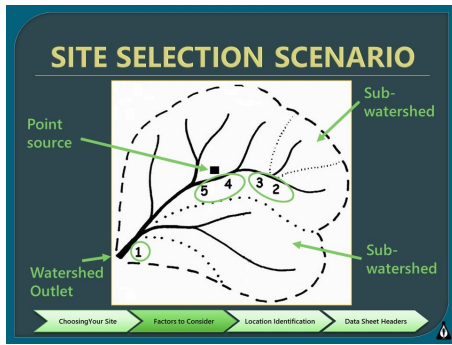 SITE SELECTION SCENARIO
Sub-
watershed
Point
source
5 4 3 2
1
Sub-
watershed
Watershed
Outlet
ChoosingYour Site
Factors to Consider
Location Identification
Data Sheet Headers